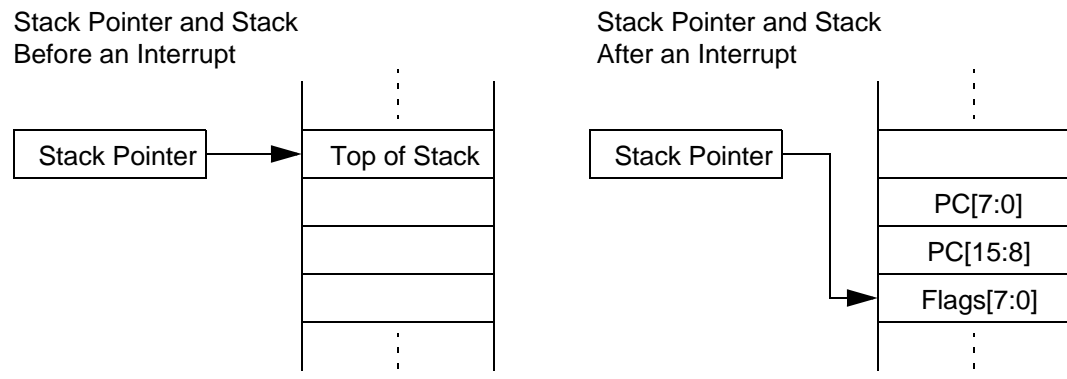 Stack Pointer and Stack
Before an Interrupt
Stack Pointer
Top of Stack
Stack Pointer and Stack
After an Interrupt
Stack Pointer
PC[7:0]
PC[15:8]
Flags[7:0]